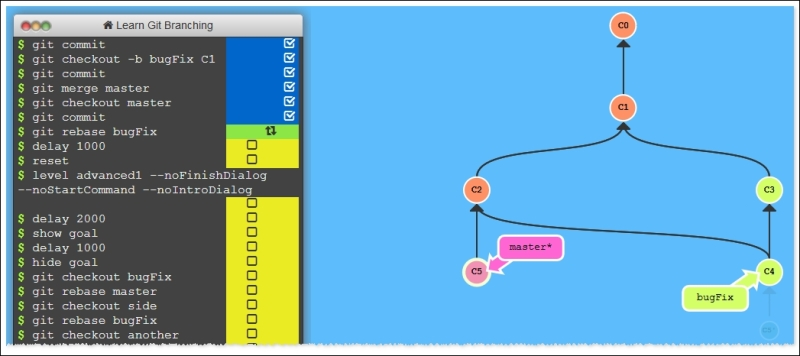 Learn Git Branching
$ git commit
$ git checkout -b bugFix C1
$ git commit
$ git merge master
$ git checkout master
$ git commit
$ git rebase bugFix
$ delay 1000
$ reset
$ level advanced1 --noFinishDialog
--noStartCommand --noIntroDialog
$ delay 2000
$ show goal
$ delay 1000
$ hide goal
$ git checkout bugFix
$ git rebase master
$ git checkout side
$ git rebase bugFix
$ git checkout another
C0
C1
C2
C3
master*
C5
C4
bugFix